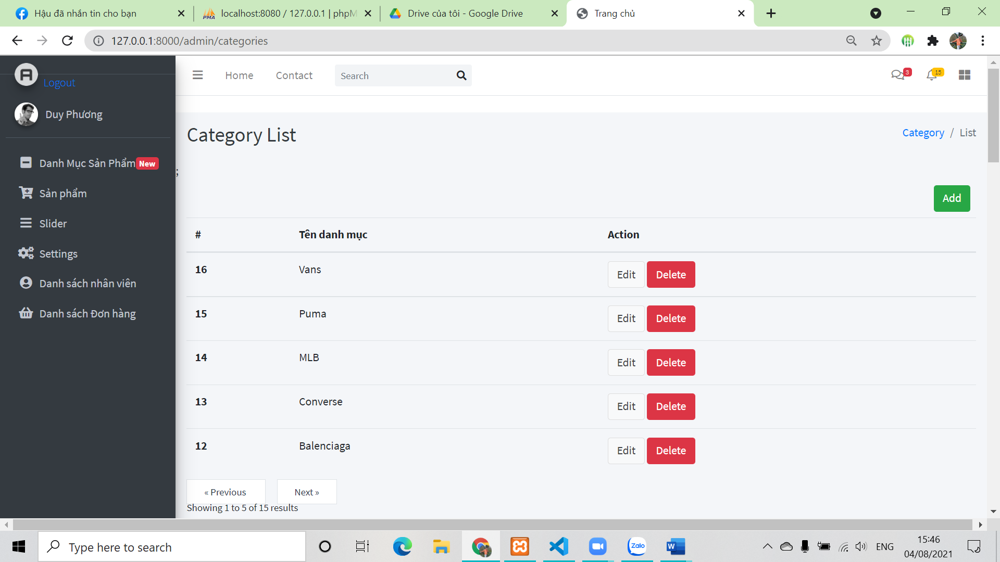 Hậu đã nhắn tin cho bạn
localhost:8080 / 127.0.0.1 | phpM
Drive của tôi - Google Drive
Trang chủ
127.0.0.1:8000/admin/categories
Logout
Duy Phương
Danh Mục Sản Phẩm New
Sản phẩm
Slider
Settings
Danh sách nhân viên
Danh sách Đơn hàng
Home
Contact
Search
3
15
Category List
Category / List
;
Add
# Tên danh mục Action
16 Vans Edit Delete
15 Puma Edit Delete
14 MLB Edit Delete
13 Converse Edit Delete
12 Balenciaga Edit Delete
« Previous
Next »
Showing 1 to 5 of 15 results
Type here to search
Zalo
W
ENG
15:46
04/08/2021